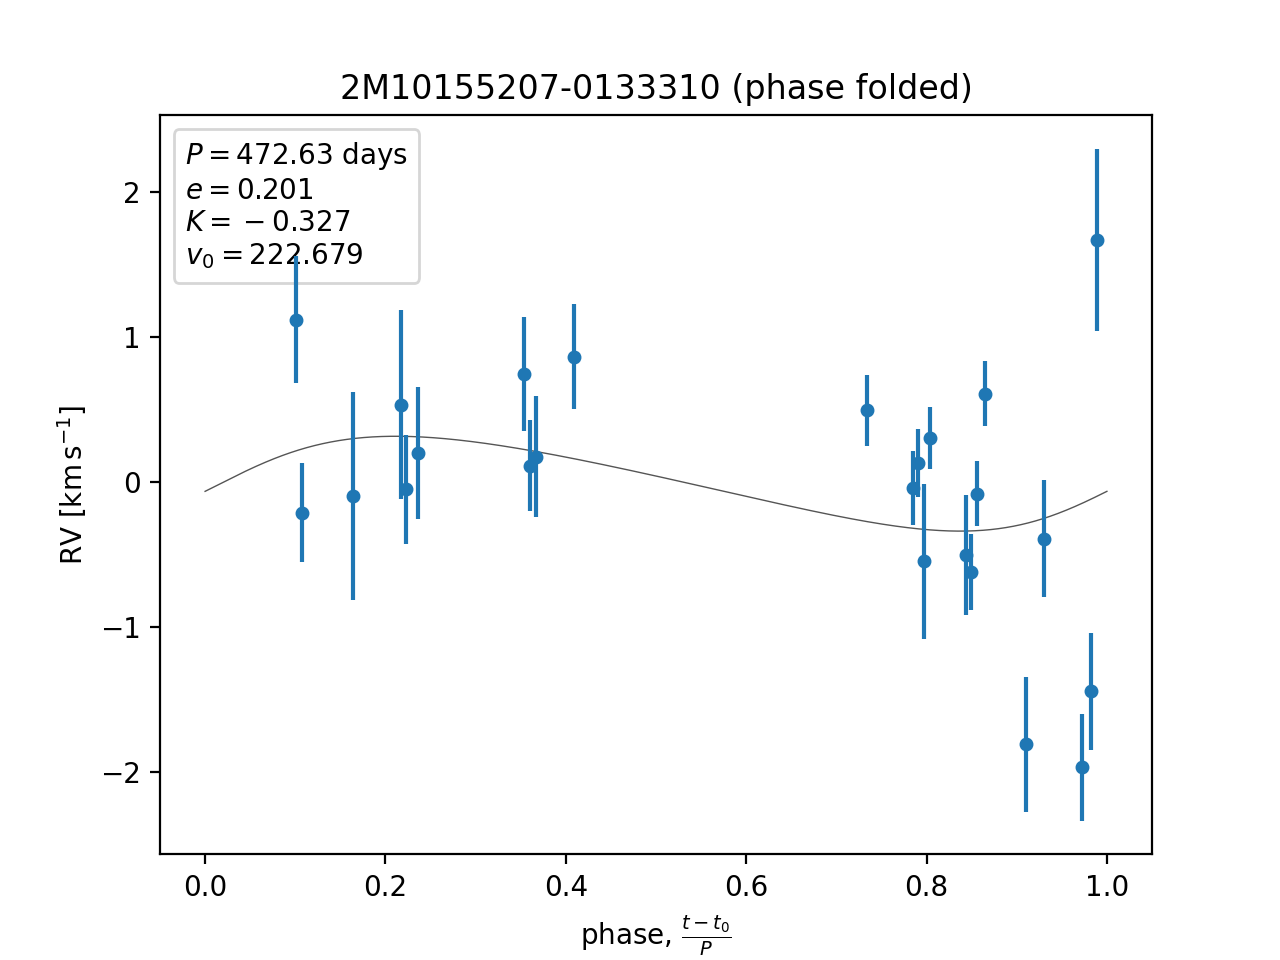 2M10155207-0133310 (phase folded)
P = 472.63 days
e = 0.201
K = −0.327
v₀ = 222.679
2
1
0
−1
−2
RV [km s⁻¹]
0.0 0.2 0.4 0.6 0.8 1.0
phase, (t − t₀)/P